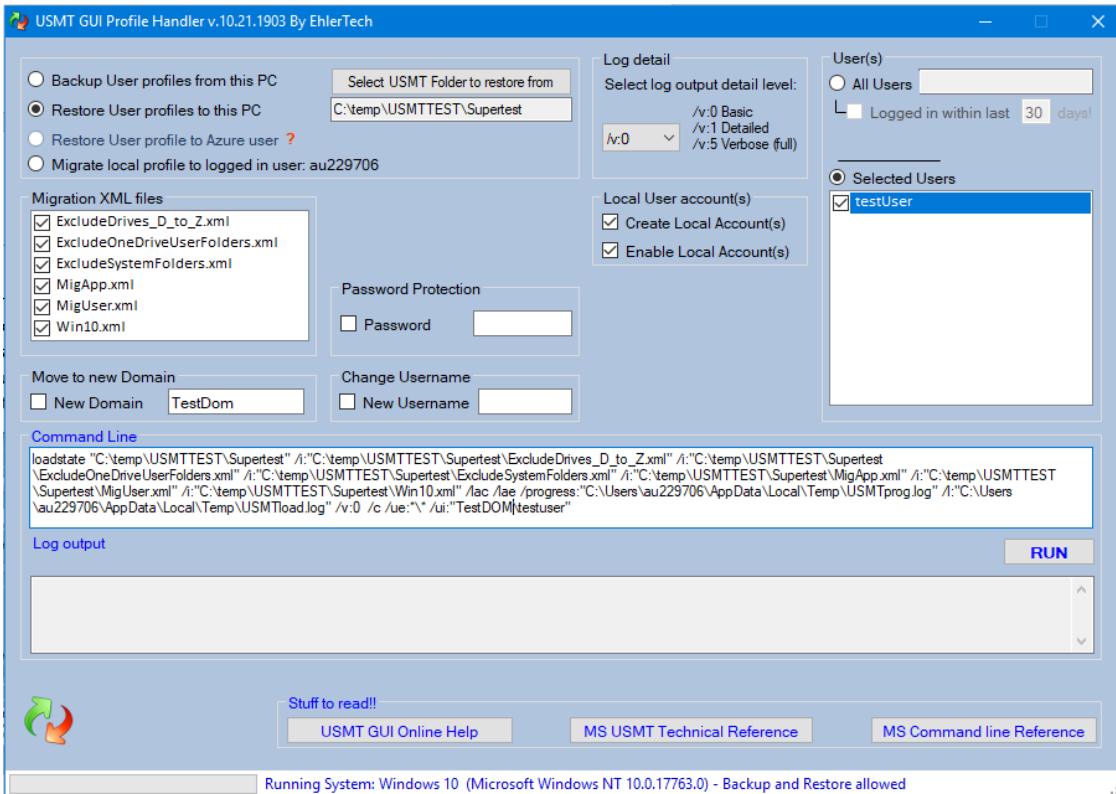 USMT GUI Profile Handler v.10.21.1903 By EhlerTech
Backup User profiles from this PC
Select USMT Folder to restore from
Restore User profiles to this PC
C:\temp\USMTTEST\Supertest
Restore User profile to Azure user ?
Migrate local profile to logged in user: au229706
Log detail
Select log output detail level:
/v:0
/v:0 Basic
/v:1 Detailed
/v:5 Verbose (full)
User(s)
All Users
Logged in within last 30 days!
Selected Users
testUser
Migration XML files
ExcludeDrives_D_to_Z.xml
ExcludeOneDriveUserFolders.xml
ExcludeSystemFolders.xml
MigApp.xml
MigUser.xml
Win10.xml
Local User account(s)
Create Local Account(s)
Enable Local Account(s)
Password Protection
Password
Move to new Domain
New Domain TestDom
Change Username
New Username
Command Line
loadstate "C:\temp\USMTTEST\Supertest" /i:"C:\temp\USMTTEST\Supertest\ExcludeDrives_D_to_Z.xml" /i:"C:\temp\USMTTEST\Supertest
\ExcludeOneDriveUserFolders.xml" /i:"C:\temp\USMTTEST\Supertest\ExcludeSystemFolders.xml" /i:"C:\temp\USMTTEST\Supertest\MigApp.xml" /i:"C:\temp\USMTTEST
\Supertest\MigUser.xml" /i:"C:\temp\USMTTEST\Supertest\Win10.xml" /lac /lae /progress:"C:\Users\au229706\AppData\Local\Temp\USMTprog.log" /l:"C:\Users
\au229706\AppData\Local\Temp\USMTload.log" /v:0 /c /ue:"*\*" /ui:"TestDOM\testuser"
Log output
RUN
Stuff to read!!
USMT GUI Online Help
MS USMT Technical Reference
MS Command line Reference
Running System: Windows 10 (Microsoft Windows NT 10.0.17763.0) - Backup and Restore allowed